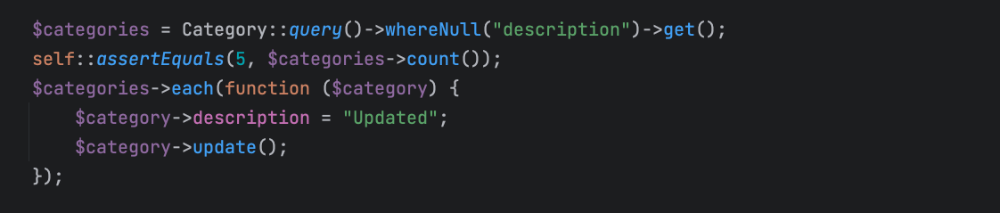 $categories = Category::query()->whereNull("description")->get();
self::assertEquals(5, $categories->count());
$categories->each(function ($category) {
    $category->description = "Updated";
    $category->update();
});